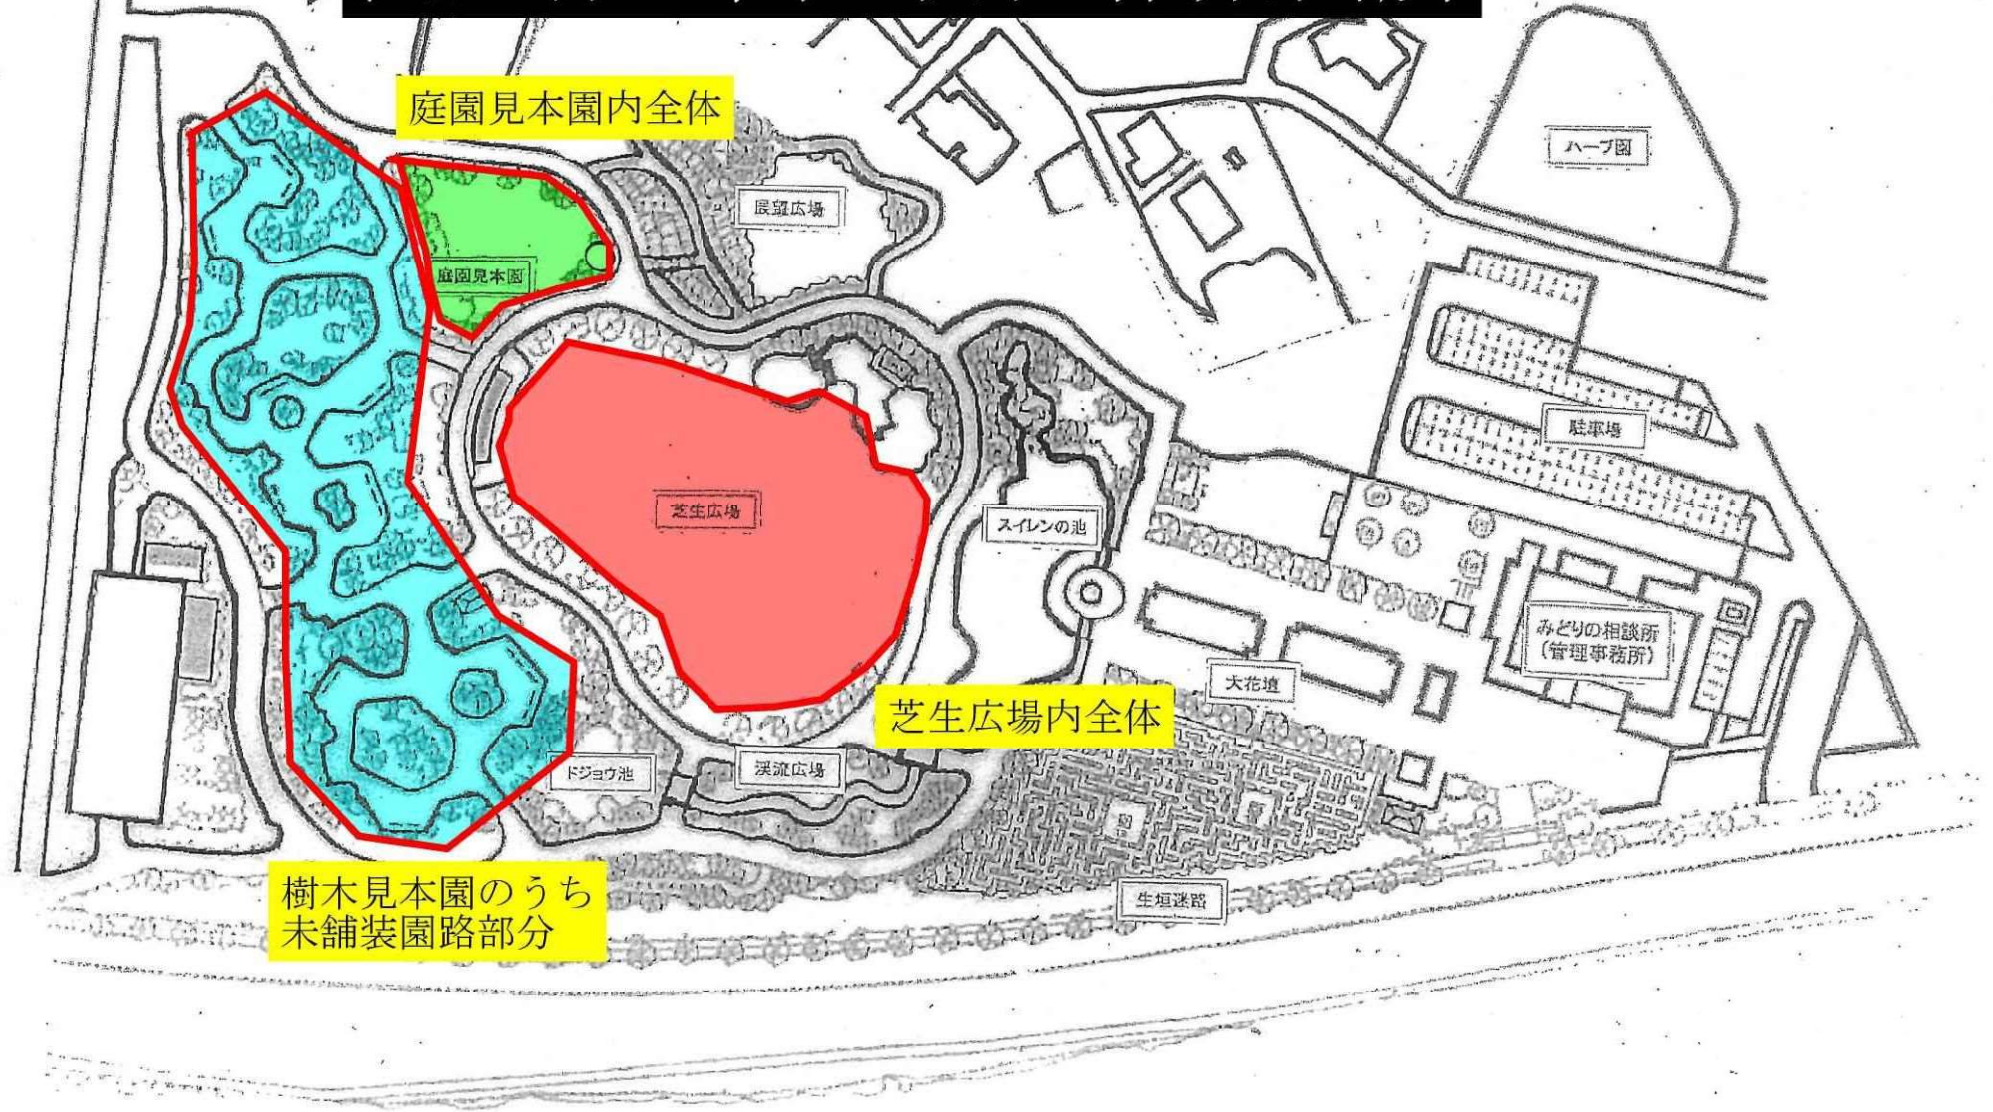 庭園見本園内全体
ハーブ園
展望広場
庭園見本園
駐車場
芝生広場
スイレンの池
みどりの相談所
(管理事務所)
大花壇
芝生広場内全体
ドジョウ池
渓流広場
樹木見本園のうち
未舗装園路部分
生垣迷路